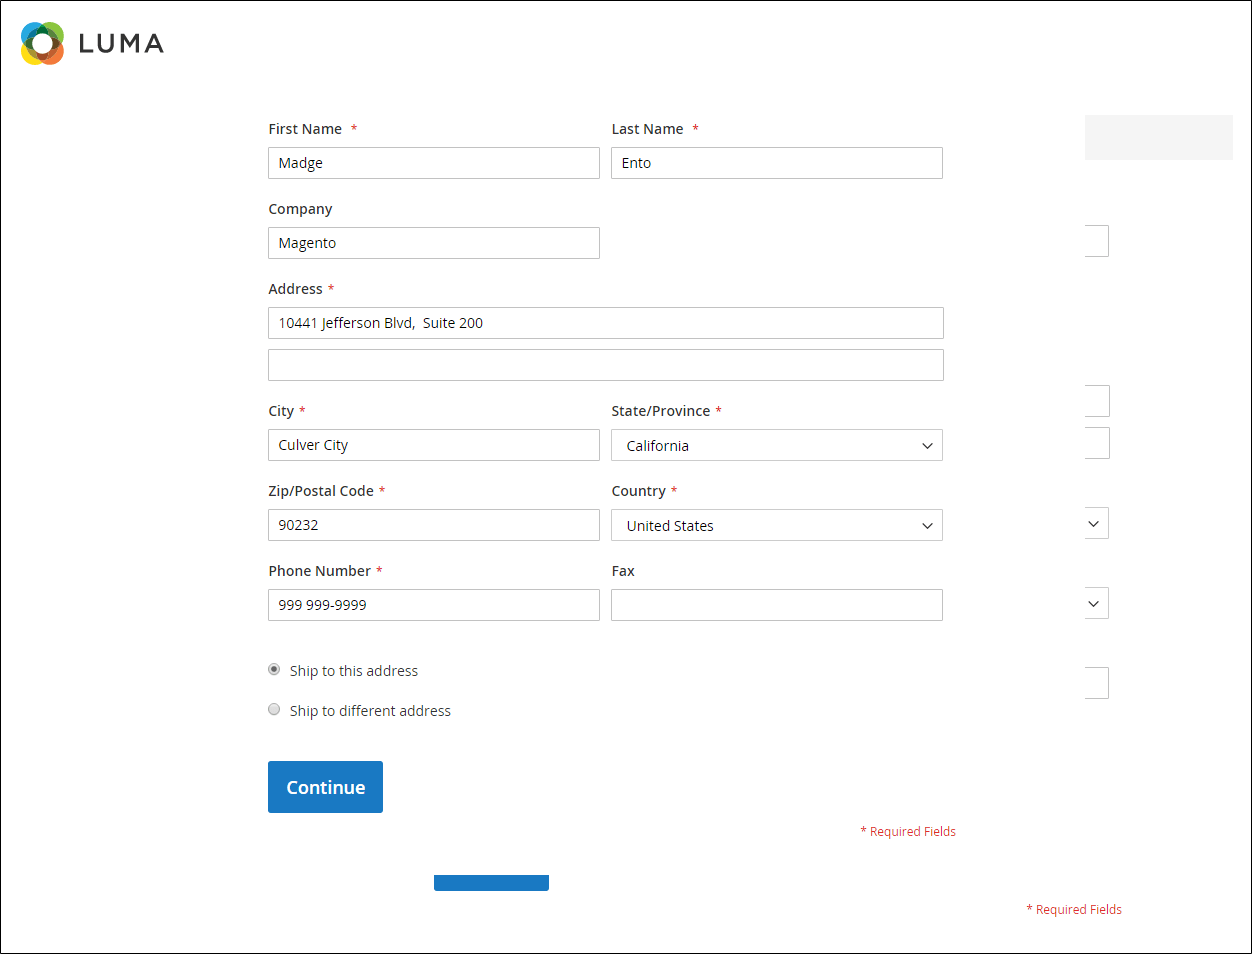 LUMA
First Name * Last Name *
Madge Ento
Company
Magento
Address *
10441 Jefferson Blvd, Suite 200
City * State/Province *
Culver City California
Zip/Postal Code * Country *
90232 United States
Phone Number * Fax
999 999-9999
Ship to this address
Ship to different address
Continue
* Required Fields
* Required Fields